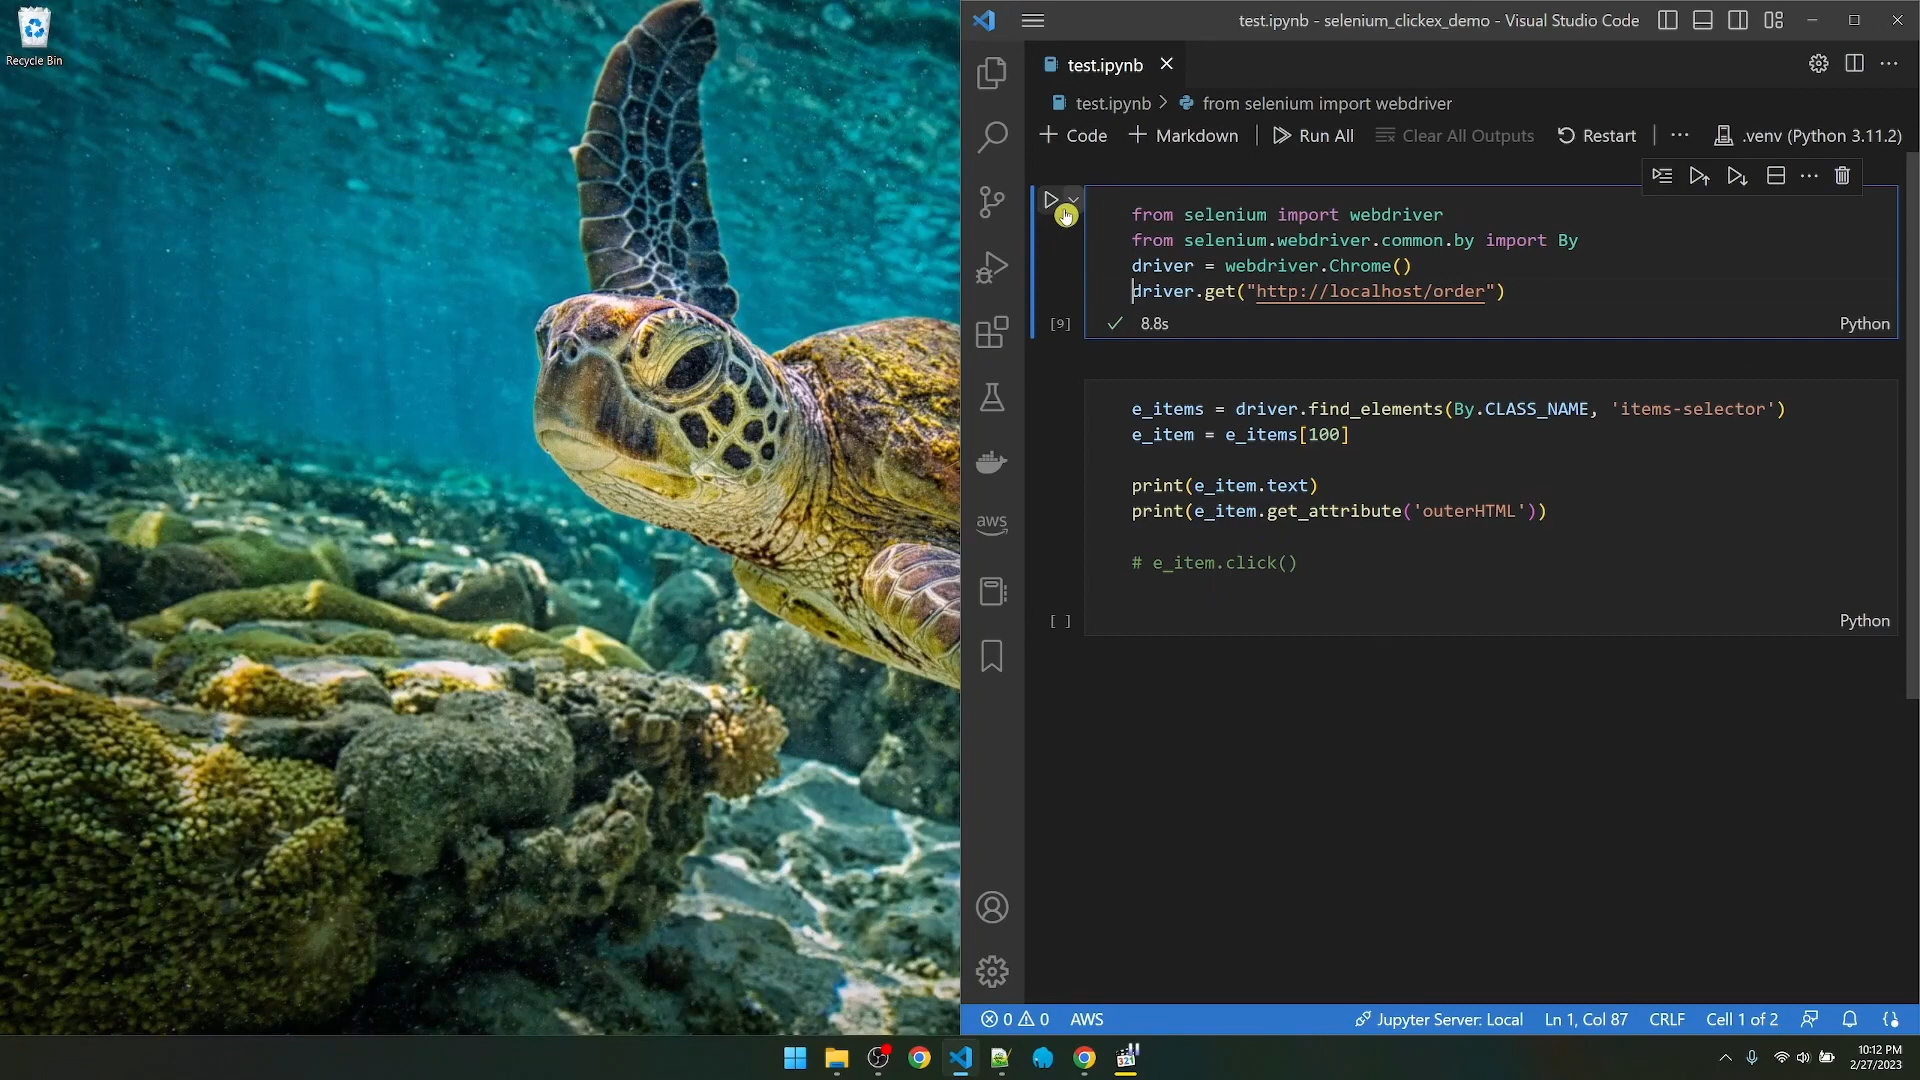 Recycle Bin
test.ipynb - selenium_clickex_demo - Visual Studio Code
test.ipynb
test.ipynb > from selenium import webdriver
+ Code + Markdown Run All Clear All Outputs Restart ... .venv (Python 3.11.2)
from selenium import webdriver
from selenium.webdriver.common.by import By
driver = webdriver.Chrome()
driver.get("http://localhost/order")
[9] 8.8s Python
e_items = driver.find_elements(By.CLASS_NAME, 'items-selector')
e_item = e_items[100]
print(e_item.text)
print(e_item.get_attribute('outerHTML'))
# e_item.click()
[ ] Python
aws
0 0 AWS Jupyter Server: Local Ln 1, Col 87 CRLF Cell 1 of 2
321
10:12 PM
2/27/2023